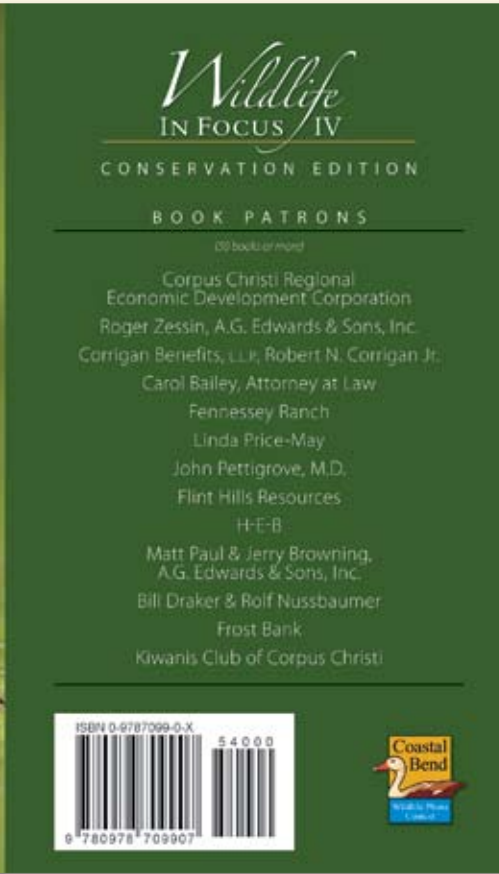 Wildlife
IN FOCUS IV
CONSERVATION EDITION
BOOK PATRONS
(50 books or more)
Corpus Christi Regional
Economic Development Corporation
Roger Zessin, A.G. Edwards & Sons, Inc.
Corrigan Benefits, L.L.P, Robert N. Corrigan Jr.
Carol Bailey, Attorney at Law
Fennessey Ranch
Linda Price-May
John Pettigrove, M.D.
Flint Hills Resources
H-E-B
Matt Paul & Jerry Browning,
A.G. Edwards & Sons, Inc.
Bill Draker & Rolf Nussbaumer
Frost Bank
Kiwanis Club of Corpus Christi
ISBN 0-9787099-0-X
54000
9 780978 709907
Coastal
Bend
Wildlife Photo
Contest